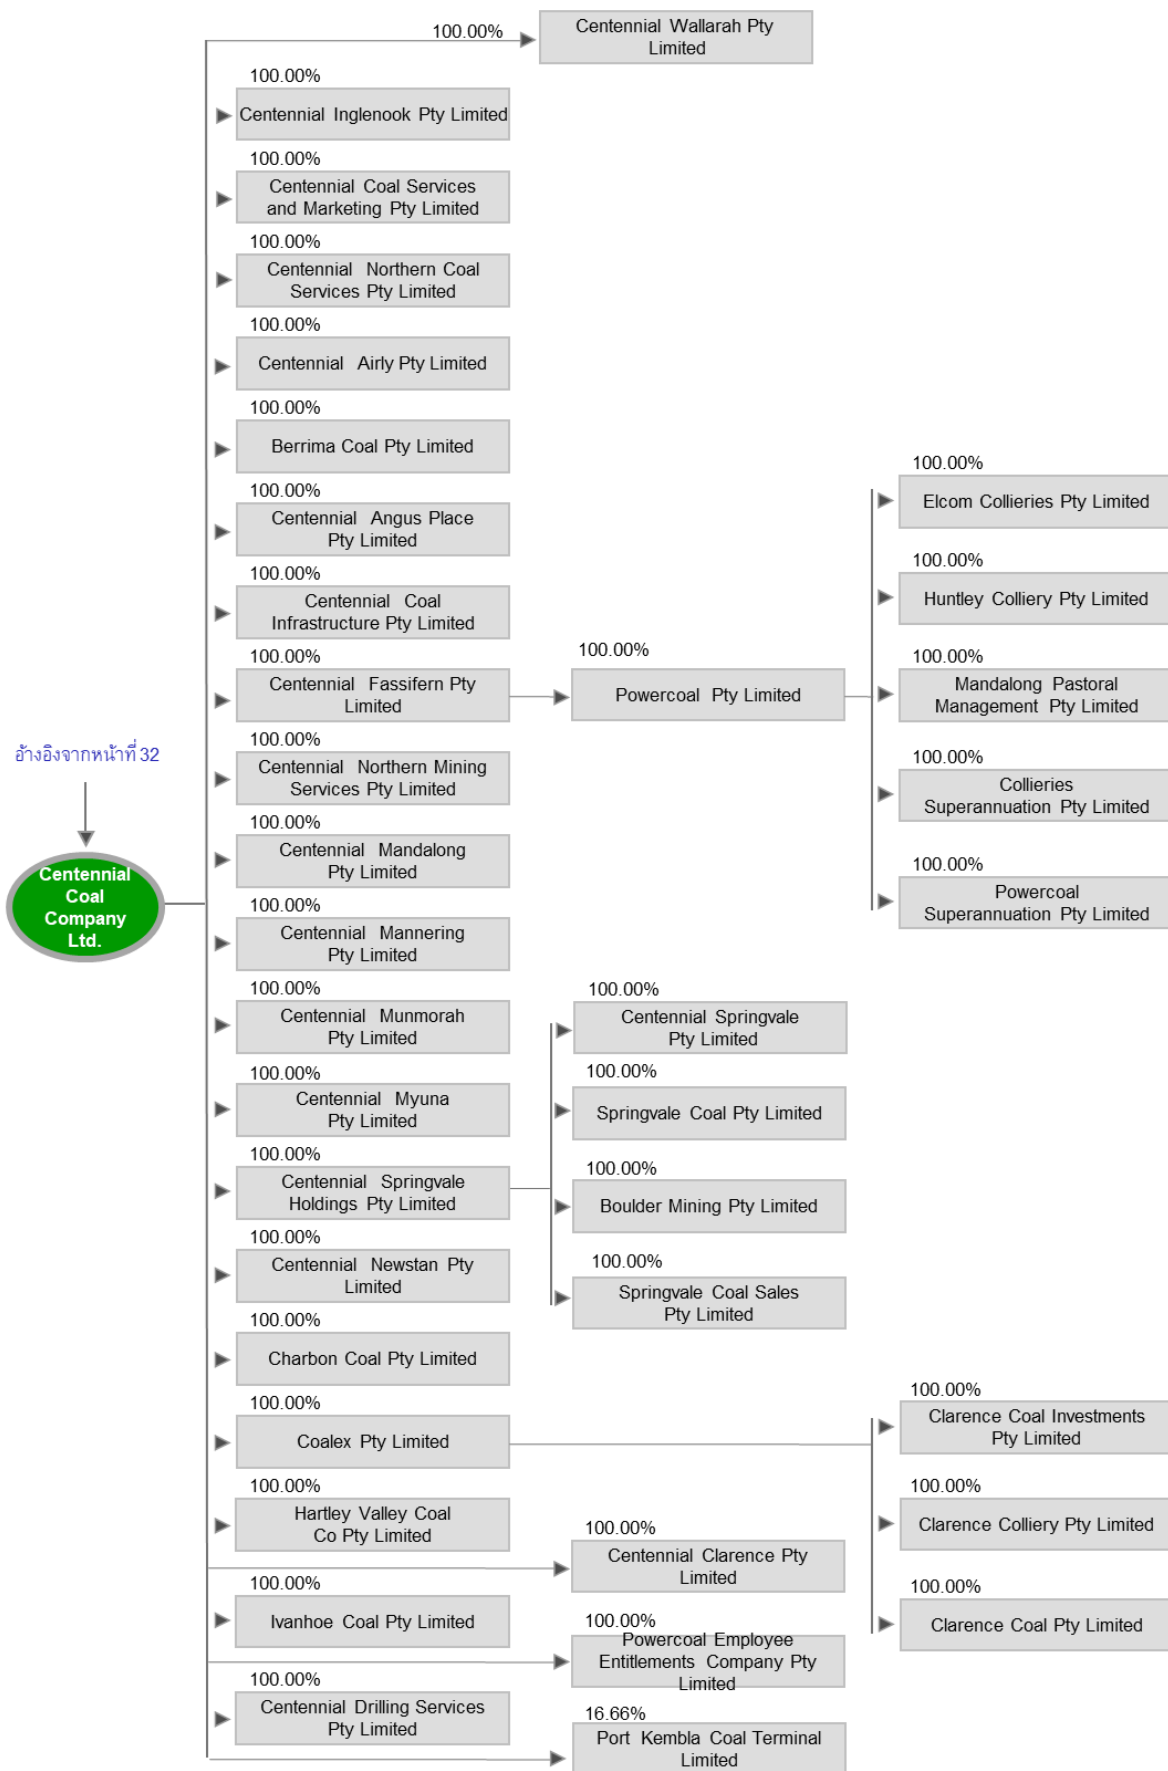 100.00%
Centennial Wallarah Pty
Limited
100.00%
Centennial Inglenook Pty Limited
100.00%
Centennial Coal Services
and Marketing Pty Limited
100.00%
Centennial Northern Coal
Services Pty Limited
100.00%
Centennial Airly Pty Limited
100.00%
Berrima Coal Pty Limited
100.00%
Centennial Angus Place
Pty Limited
100.00%
Centennial Coal
Infrastructure Pty Limited
100.00%
Centennial Fassifern Pty
Limited
100.00%
Powercoal Pty Limited
100.00%
Elcom Collieries Pty Limited
100.00%
Huntley Colliery Pty Limited
100.00%
Mandalong Pastoral
Management Pty Limited
100.00%
Collieries
Superannuation Pty Limited
100.00%
Powercoal
Superannuation Pty Limited
100.00%
Centennial Northern Mining
Services Pty Limited
อ้างอิงจากหน้าที่ 32
Centennial
Coal
Company
Ltd.
100.00%
Centennial Mandalong
Pty Limited
100.00%
Centennial Mannering
Pty Limited
100.00%
Centennial Munmorah
Pty Limited
100.00%
Centennial Myuna
Pty Limited
100.00%
Centennial Springvale
Holdings Pty Limited
100.00%
Centennial Springvale
Pty Limited
100.00%
Springvale Coal Pty Limited
100.00%
Boulder Mining Pty Limited
100.00%
Springvale Coal Sales
Pty Limited
100.00%
Centennial Newstan Pty
Limited
100.00%
Charbon Coal Pty Limited
100.00%
Coalex Pty Limited
100.00%
Clarence Coal Investments
Pty Limited
100.00%
Clarence Colliery Pty Limited
100.00%
Clarence Coal Pty Limited
100.00%
Hartley Valley Coal
Co Pty Limited
100.00%
Centennial Clarence Pty
Limited
100.00%
Ivanhoe Coal Pty Limited
100.00%
Powercoal Employee
Entitlements Company Pty
Limited
100.00%
Centennial Drilling Services
Pty Limited
16.66%
Port Kembla Coal Terminal
Limited